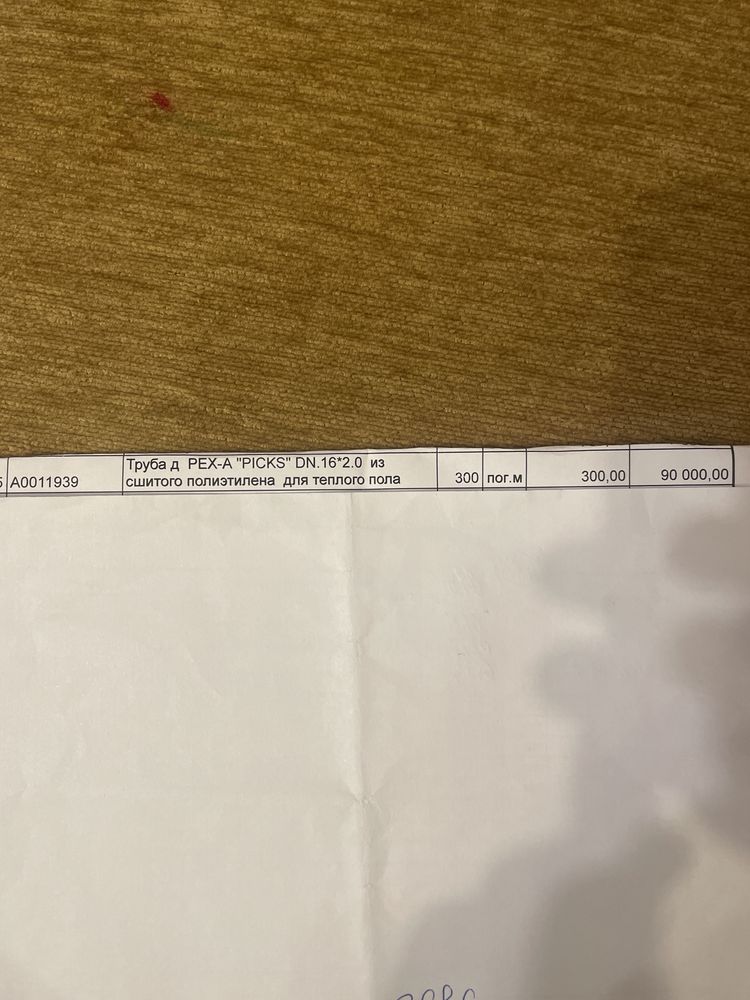 А0011939
Труба д PEX-A "PICKS" DN.16*2.0 из
сшитого полиэтилена для теплого пола
300 пог.м 300,00 90 000,00